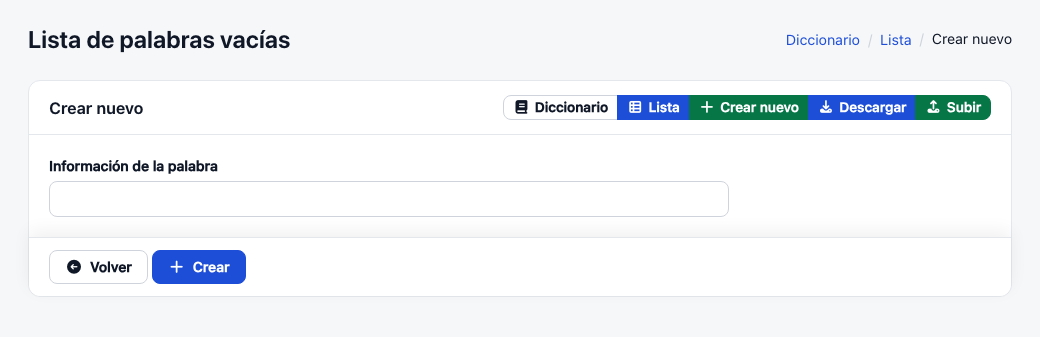 Lista de palabras vacías
Diccionario / Lista / Crear nuevo
Crear nuevo
Diccionario Lista Crear nuevo Descargar Subir
Información de la palabra
Volver Crear